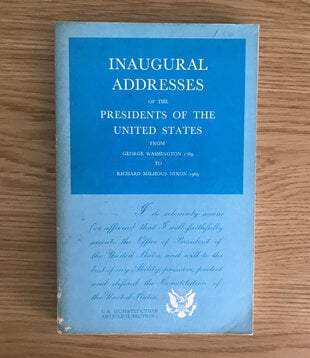 INAUGURAL
ADDRESSES
OF THE
PRESIDENTS OF THE
UNITED STATES
FROM
GEORGE WASHINGTON 1789
TO
RICHARD MILHOUS NIXON 1969
I do solemnly swear
(or affirm) that I will faithfully
execute the Office of President
of the United States, and will to the
best of my Ability, preserve, protect
and defend the Constitution of
the United States.
U.S. CONSTITUTION
ARTICLE II, SECTION 1